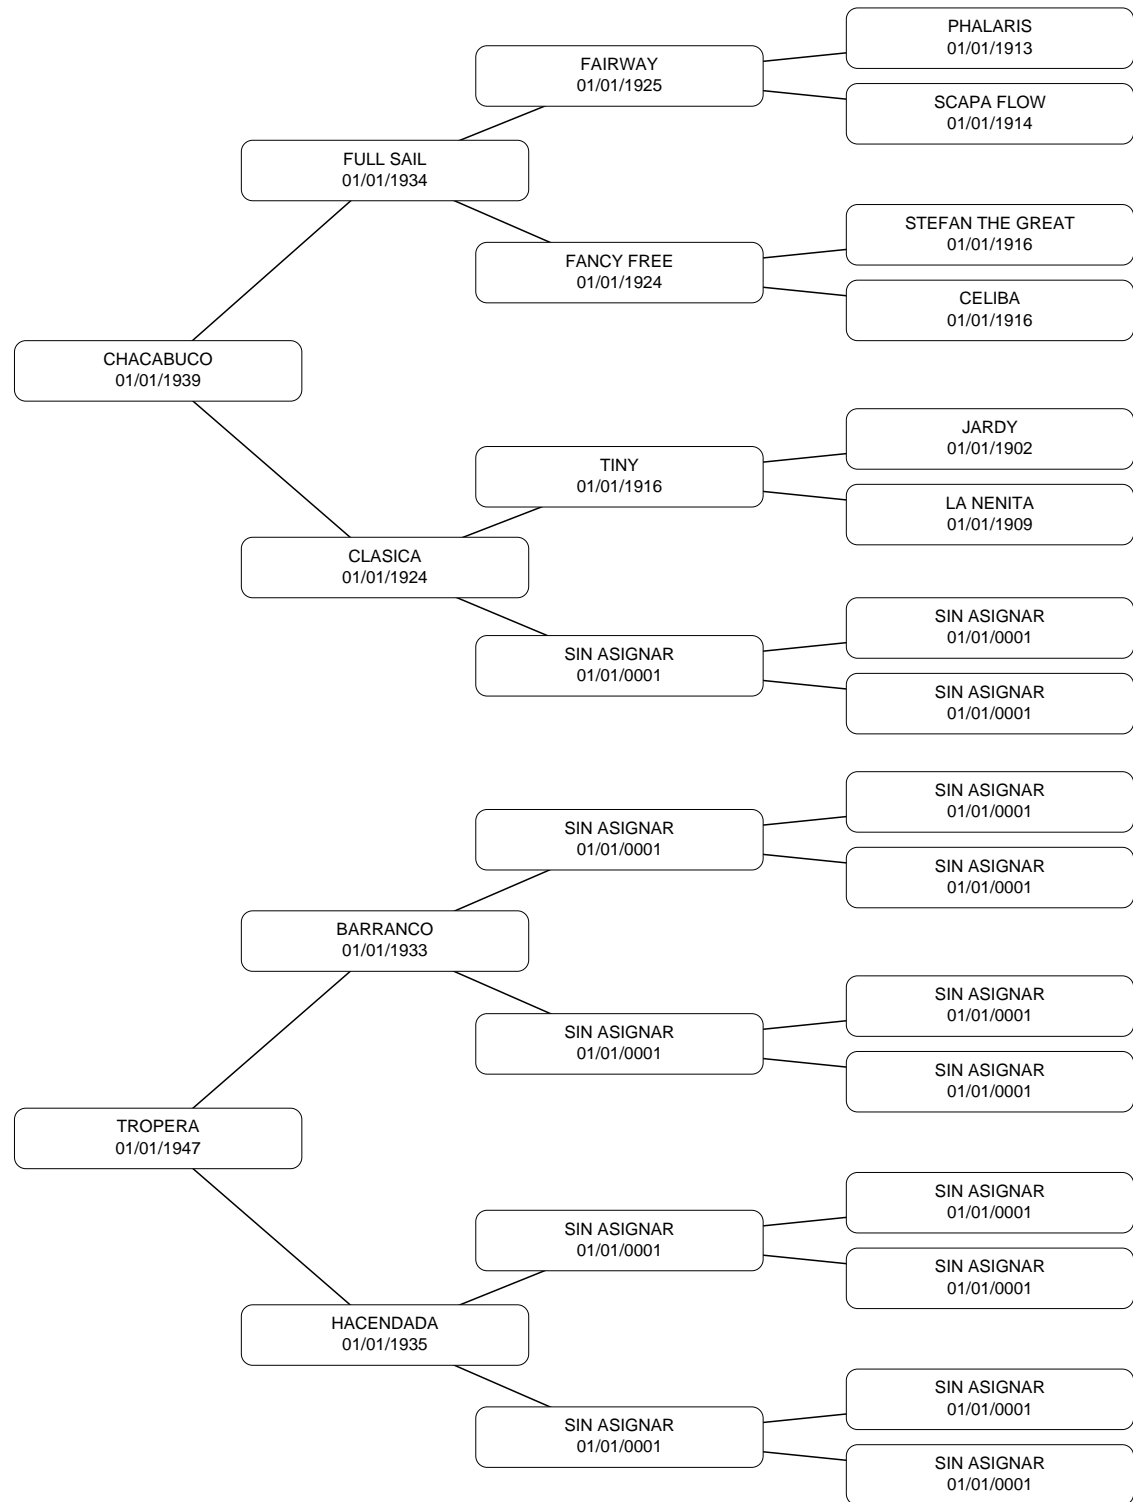 PHALARIS
01/01/1913
FAIRWAY
01/01/1925
SCAPA FLOW
01/01/1914
FULL SAIL
01/01/1934
STEFAN THE GREAT
01/01/1916
FANCY FREE
01/01/1924
CELIBA
01/01/1916
CHACABUCO
01/01/1939
JARDY
01/01/1902
TINY
01/01/1916
LA NENITA
01/01/1909
CLASICA
01/01/1924
SIN ASIGNAR
01/01/0001
SIN ASIGNAR
01/01/0001
SIN ASIGNAR
01/01/0001
SIN ASIGNAR
01/01/0001
SIN ASIGNAR
01/01/0001
SIN ASIGNAR
01/01/0001
BARRANCO
01/01/1933
SIN ASIGNAR
01/01/0001
SIN ASIGNAR
01/01/0001
SIN ASIGNAR
01/01/0001
TROPERA
01/01/1947
SIN ASIGNAR
01/01/0001
SIN ASIGNAR
01/01/0001
SIN ASIGNAR
01/01/0001
HACENDADA
01/01/1935
SIN ASIGNAR
01/01/0001
SIN ASIGNAR
01/01/0001
SIN ASIGNAR
01/01/0001